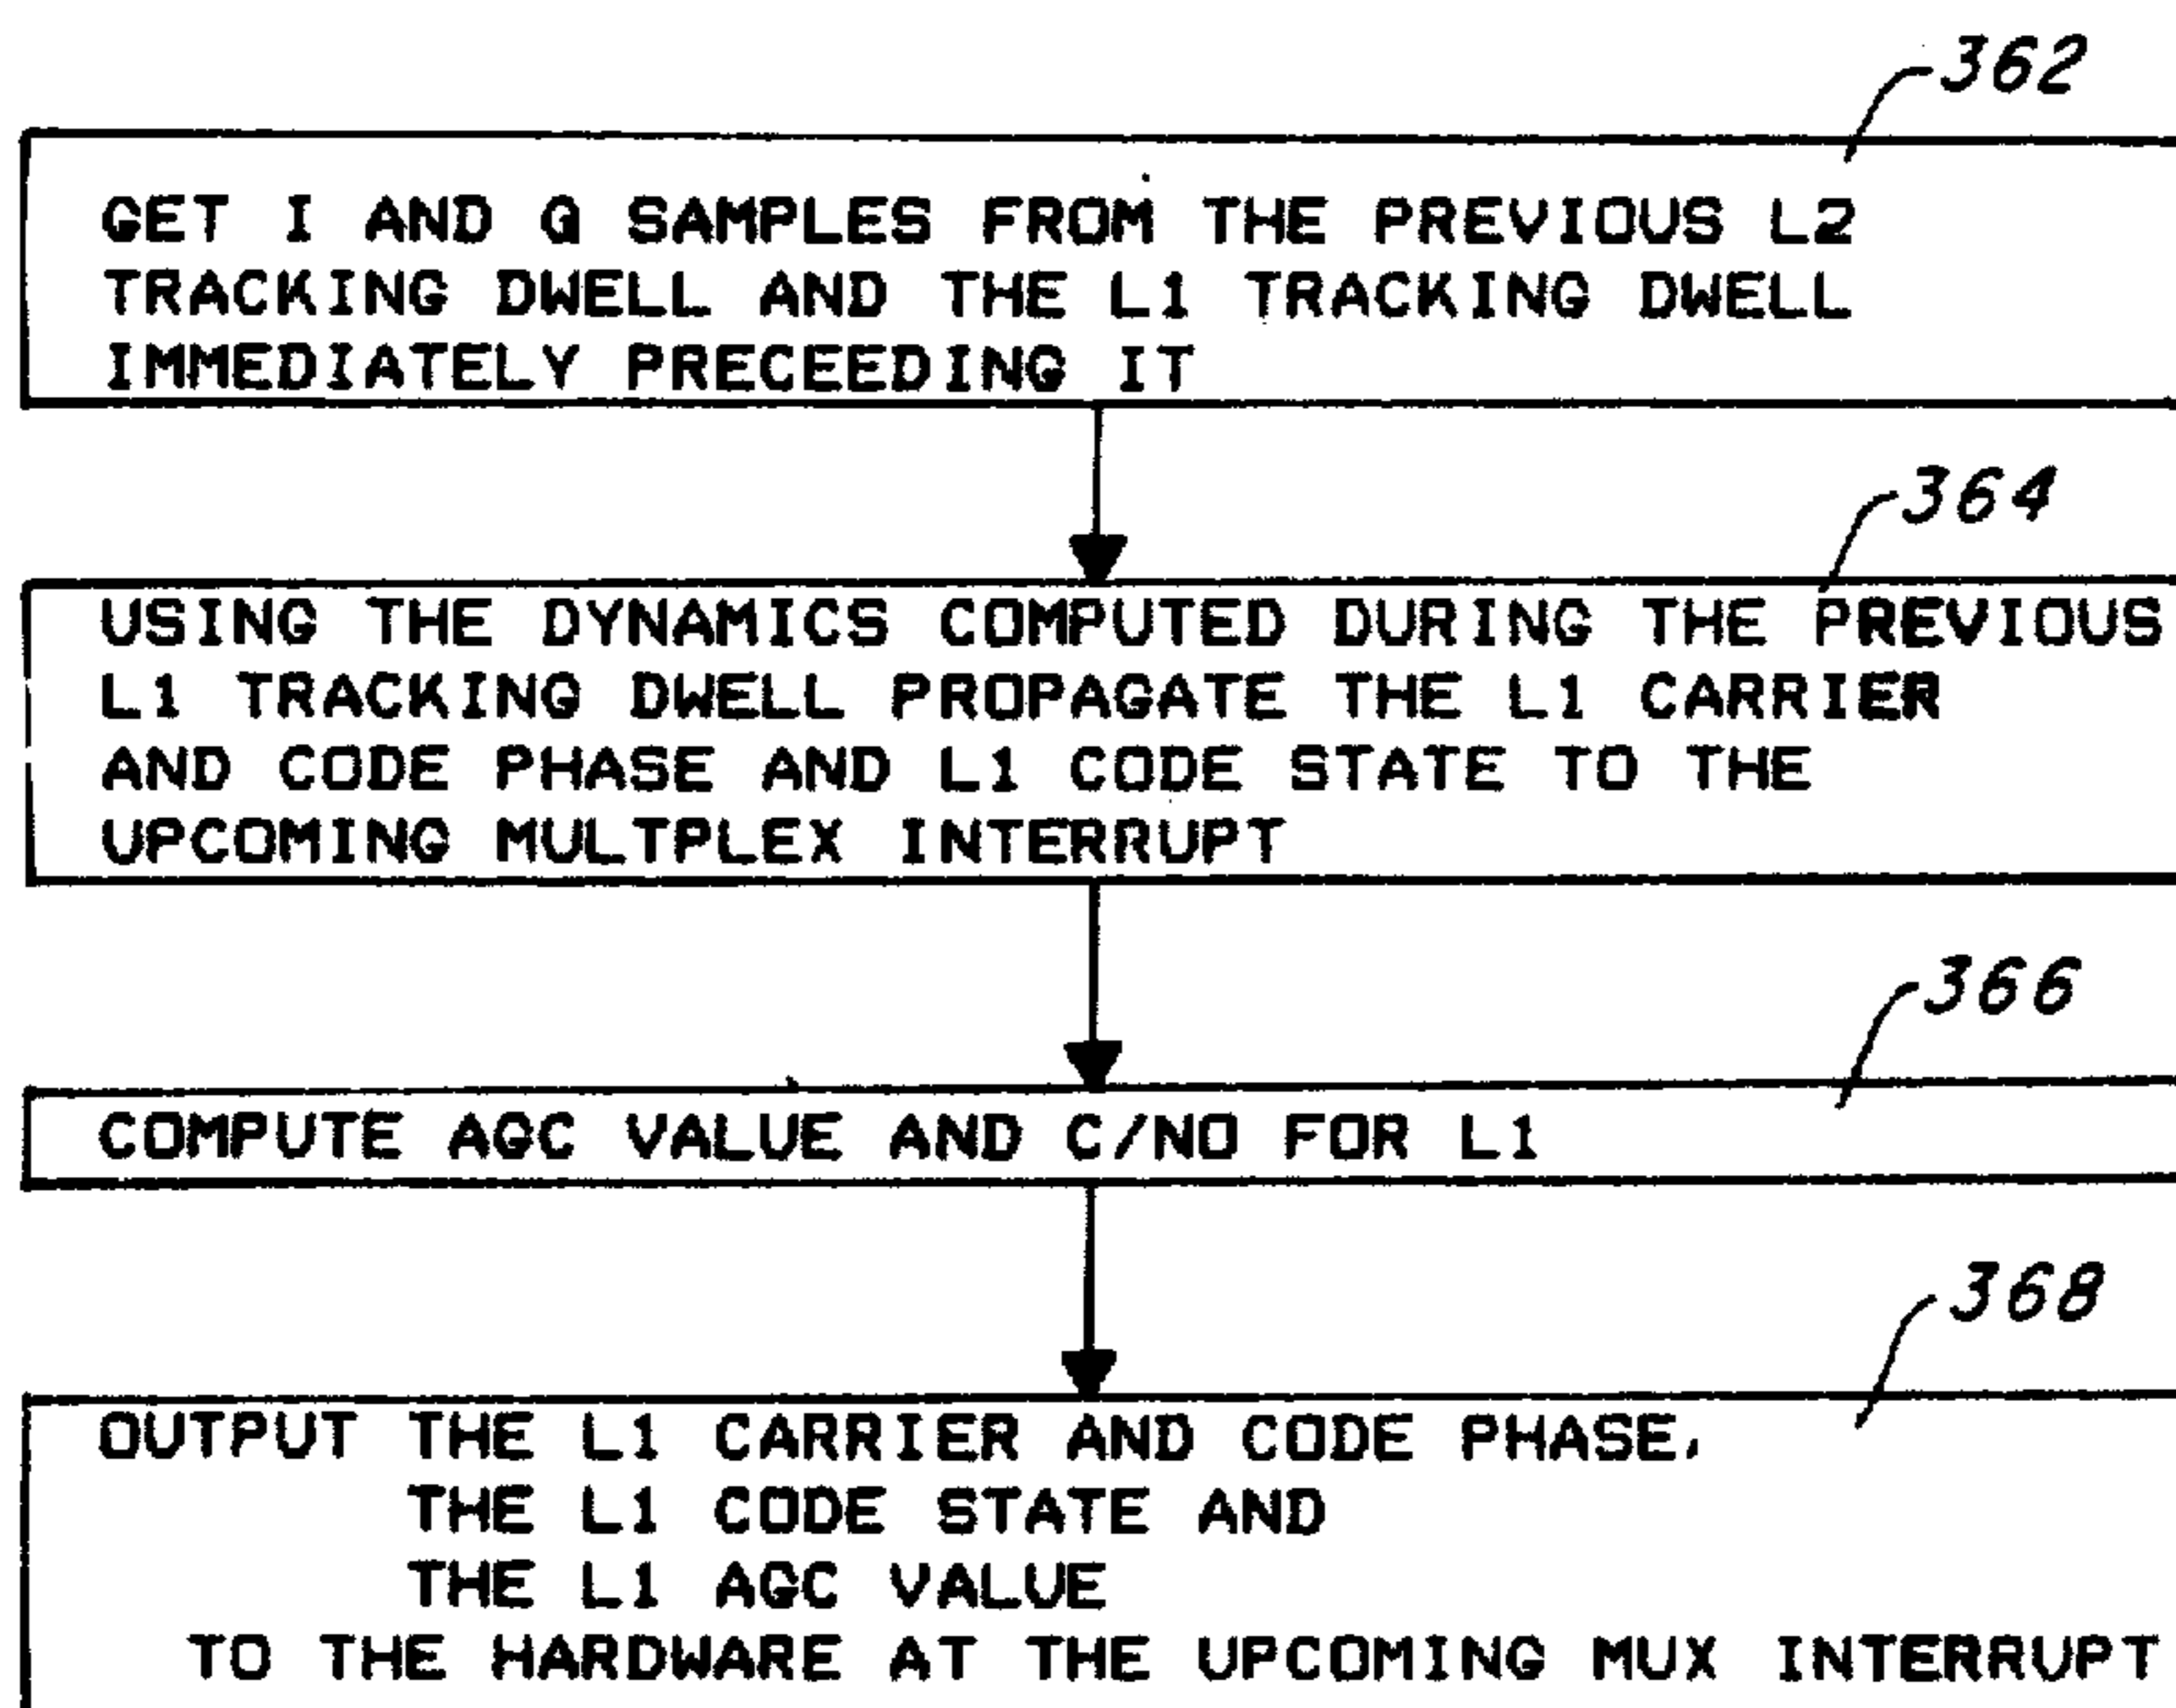 362
GET I AND Q SAMPLES FROM THE PREVIOUS L2
TRACKING DWELL AND THE L1 TRACKING DWELL
IMMEDIATELY PRECEEDING IT
364
USING THE DYNAMICS COMPUTED DURING THE PREVIOUS
L1 TRACKING DWELL PROPAGATE THE L1 CARRIER
AND CODE PHASE AND L1 CODE STATE TO THE
UPCOMING MULTPLEX INTERRUPT
366
COMPUTE AGC VALUE AND C/NO FOR L1
368
OUTPUT THE L1 CARRIER AND CODE PHASE,
THE L1 CODE STATE AND
THE L1 AGC VALUE
TO THE HARDWARE AT THE UPCOMING MUX INTERRUPT